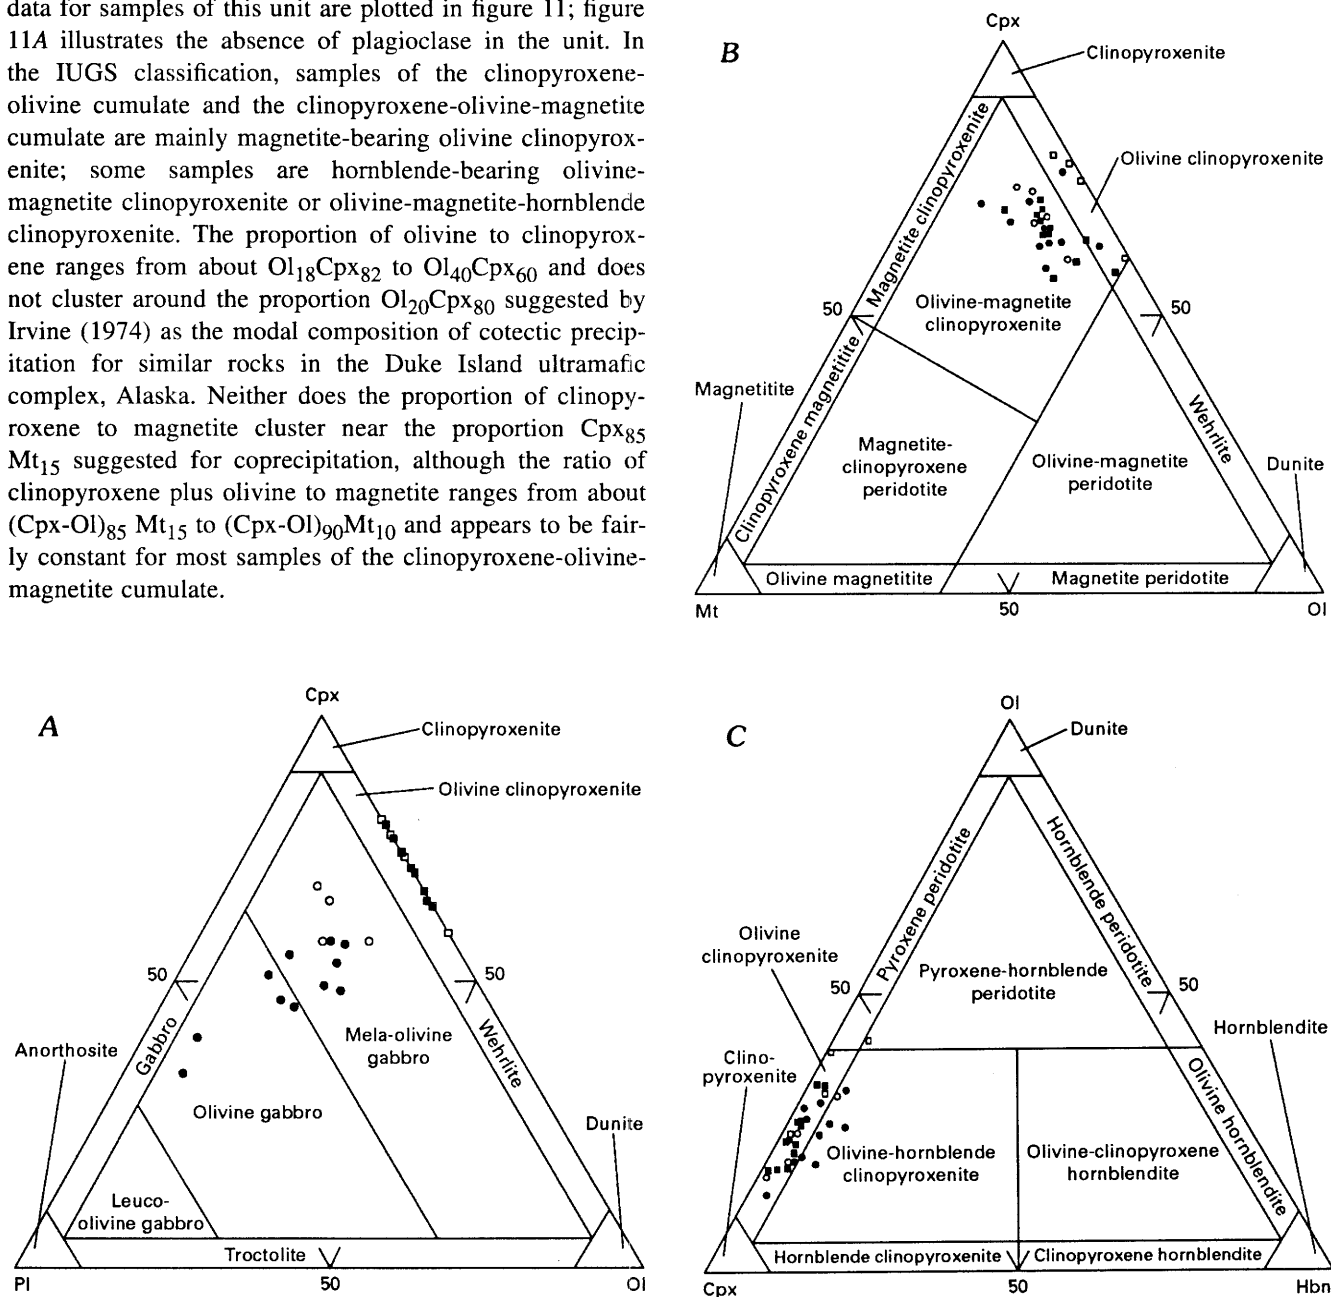 data for samples of this unit are plotted in figure 11; figure
11A illustrates the absence of plagioclase in the unit. In
the IUGS classification, samples of the clinopyroxene-
olivine cumulate and the clinopyroxene-olivine-magnetite
cumulate are mainly magnetite-bearing olivine clinopyrox-
enite; some samples are hornblende-bearing olivine-
magnetite clinopyroxenite or olivine-magnetite-hornblende
clinopyroxenite. The proportion of olivine to clinopyrox-
ene ranges from about Ol18Cpx82 to Ol40Cpx60 and does
not cluster around the proportion Ol20Cpx80 suggested by
Irvine (1974) as the modal composition of cotectic precip-
itation for similar rocks in the Duke Island ultramafic
complex, Alaska. Neither does the proportion of clinopy-
roxene to magnetite cluster near the proportion Cpx85
Mt15 suggested for coprecipitation, although the ratio of
clinopyroxene plus olivine to magnetite ranges from about
(Cpx-Ol)85 Mt15 to (Cpx-Ol)90Mt10 and appears to be fair-
ly constant for most samples of the clinopyroxene-olivine-
magnetite cumulate.
B
Cpx
Clinopyroxenite
Olivine clinopyroxenite
Magnetite clinopyroxenite
Olivine-magnetite
clinopyroxenite
50
50
Magnetitite
Clinopyroxene magnetitite
Magnetite-
clinopyroxene
peridotite
Olivine-magnetite
peridotite
Wehrlite
Dunite
Olivine magnetitite
Magnetite peridotite
Mt
50
Ol
A
Cpx
Clinopyroxenite
Olivine clinopyroxenite
50
50
Anorthosite
Gabbro
Mela-olivine
gabbro
Wehrlite
Olivine gabbro
Dunite
Leuco-
olivine gabbro
Troctolite
Pl
50
Ol
C
Ol
Dunite
Pyroxene peridotite
Hornblende peridotite
Olivine
clinopyroxenite
Pyroxene-hornblende
peridotite
50
50
Hornblendite
Clino-
pyroxenite
Olivine-hornblende
clinopyroxenite
Olivine-clinopyroxene
hornblendite
Olivine hornblendite
Hornblende clinopyroxenite
Clinopyroxene hornblendite
Cpx
50
Hbn